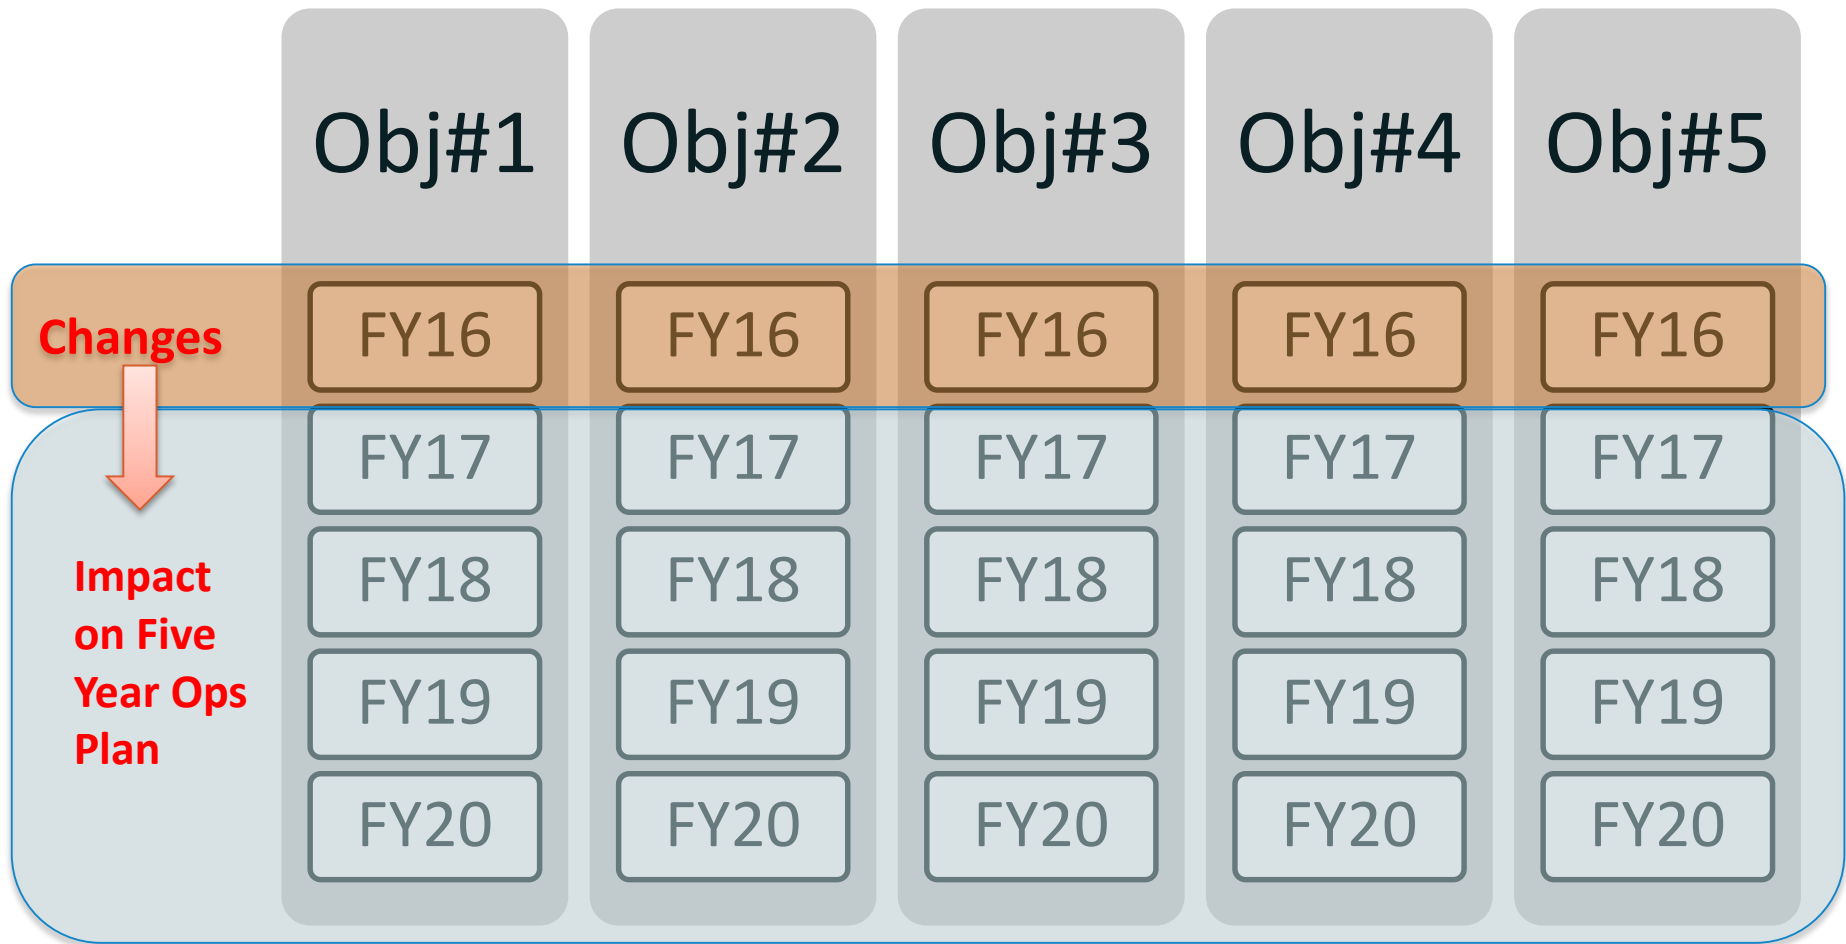 Obj#1 Obj#2 Obj#3 Obj#4 Obj#5
Changes FY16 FY16 FY16 FY16 FY16
FY17 FY17 FY17 FY17 FY17
Impact
on Five
Year Ops
Plan
FY18 FY18 FY18 FY18 FY18
FY19 FY19 FY19 FY19 FY19
FY20 FY20 FY20 FY20 FY20